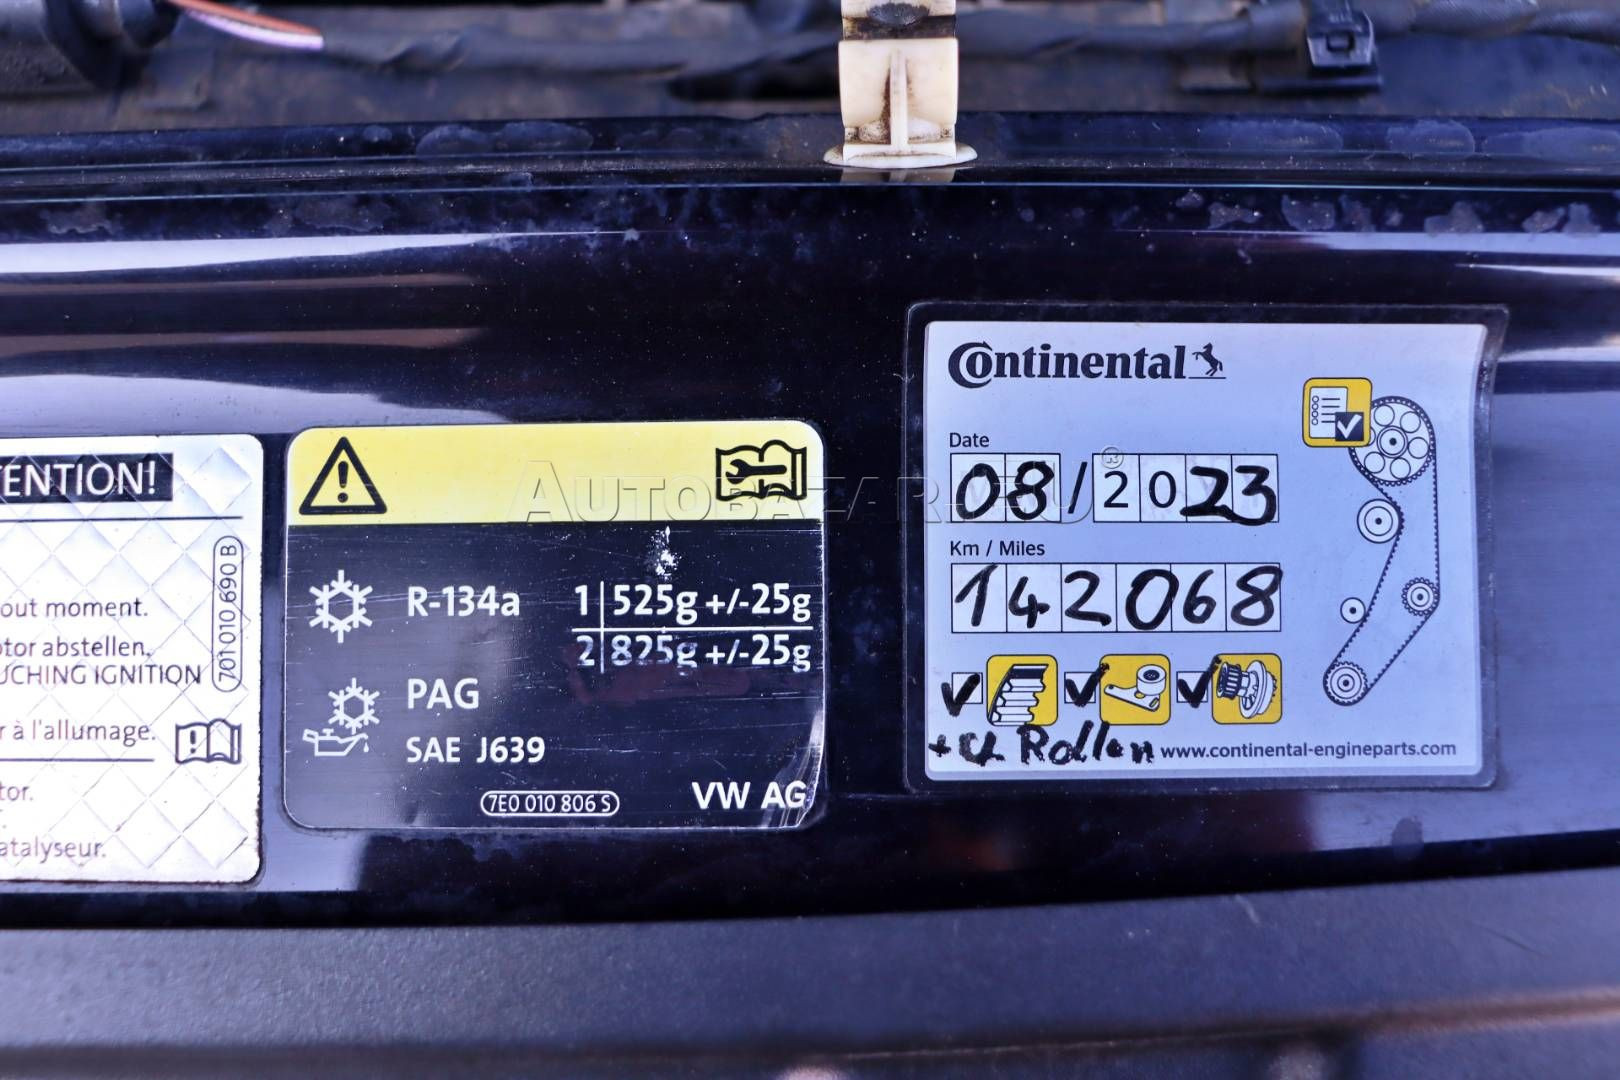 TENTION!
out moment.
otor abstellen.
UCHING IGNITION
r à l'allumage.
tor.
atalyseur.
701 010 690 B
R-134a
1 525g +/-25g
2 825g +/-25g
PAG
SAE J639
7E0 010 806 S
VW AG
AUTOBAZAR.EU®
Continental
Date
08/2023
Km / Miles
142068
+ Rollen
www.continental-engineparts.com